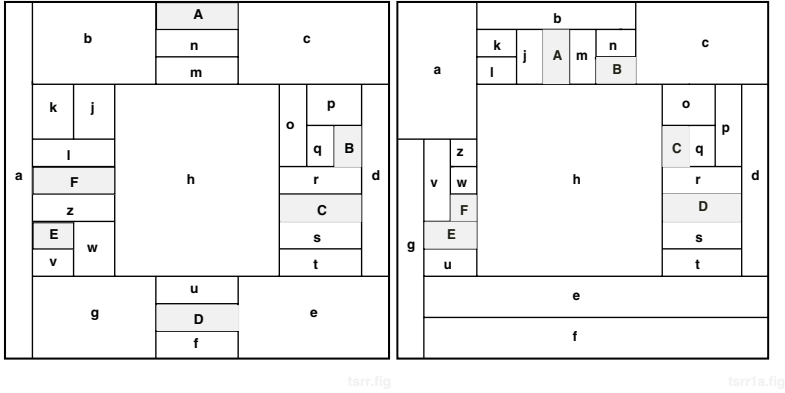 A
b n c
m
k j o p
q B
l
a F h r d
z C
E w s
v t
u
g D e
f
b
k j A m n c
l B
a
o
C q p
z
v w h r d
F D
g E s
u t
e
f
tsrr.fig tsrr1a.fig